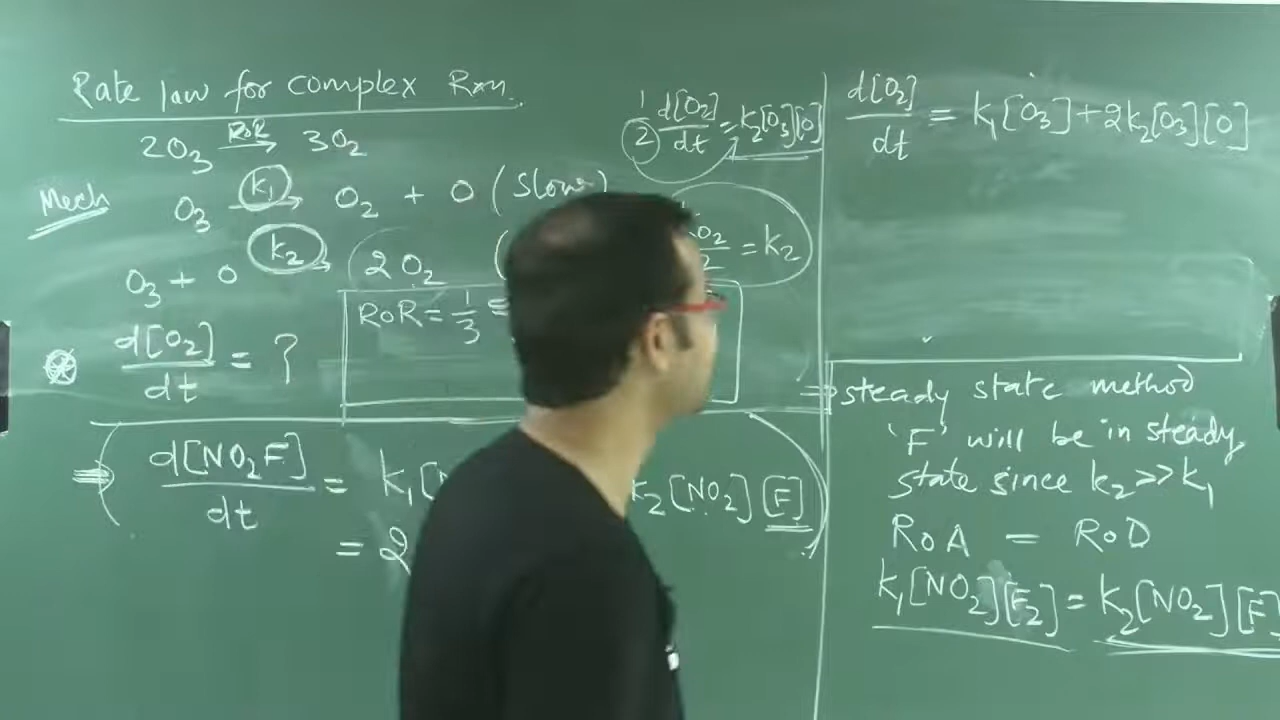 Rate law for complex Rxn.
2O₃ →(RoR) 3O₂
Mech
O₃ →(k₁) O₂ + O (slow)
O₃ + O →(k₂) 2O₂ (
d[O₂]/dt = ?
RoR = 1/3
1/2 d[O₂]/dt = k₂[O₃][O]
O₂/2 = k₂
⇒ d[NO₂F]/dt = k₁[N k₂[NO₂][F]
= 2
d[O₂]/dt = k₁[O₃] + 2k₂[O₃][O]
⇒ steady state method
'F' will be in steady
state since k₂ >> k₁
RoA = RoD
k₁[NO₂][F₂] = k₂[NO₂][F]